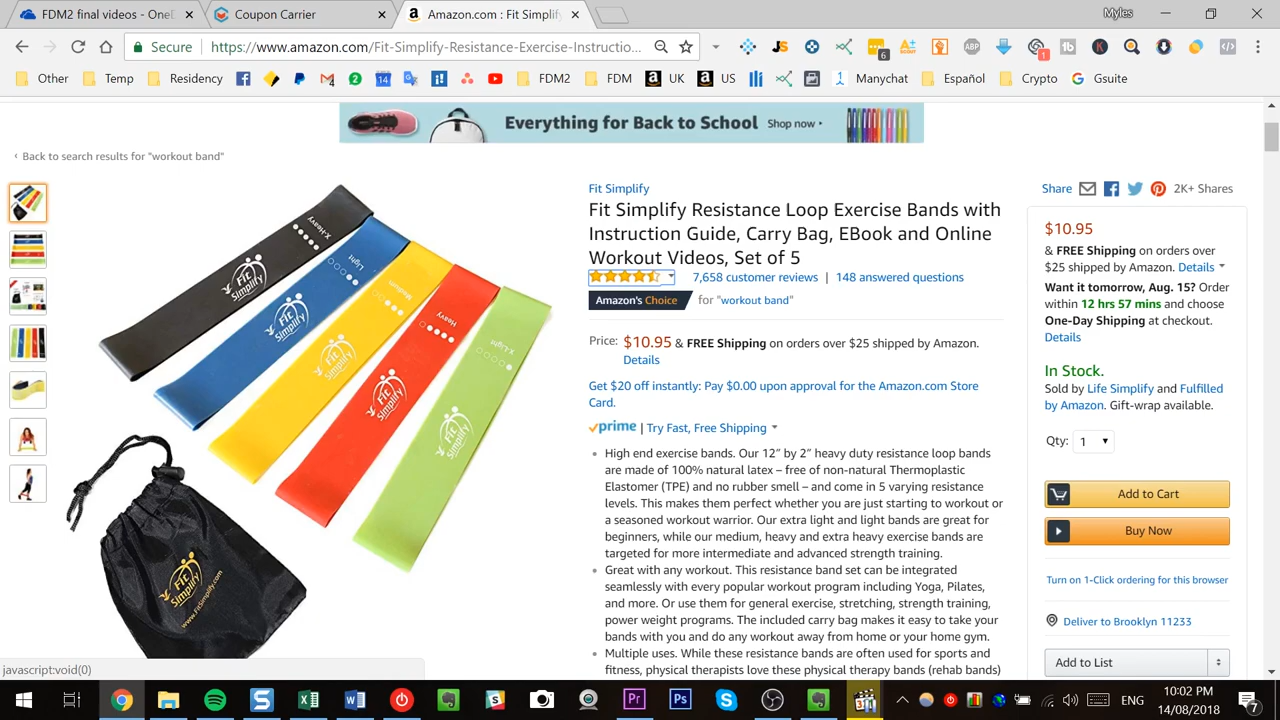 FDM2 final videos - OneD
Coupon Carrier
Amazon.com : Fit Simplify
Myles
Secure
https://www.amazon.com/Fit-Simplify-Resistance-Exercise-Instructio...
Other
Temp
Residency
FDM2
FDM
UK
US
Manychat
Español
Crypto
Gsuite
Everything for Back to School Shop now
‹ Back to search results for "workout band"
Fit Simplify
Fit Simplify Resistance Loop Exercise Bands with
Instruction Guide, Carry Bag, EBook and Online
Workout Videos, Set of 5
7,658 customer reviews | 148 answered questions
Amazon's Choice for "workout band"
Price: $10.95 & FREE Shipping on orders over $25 shipped by Amazon.
Details
Get $20 off instantly: Pay $0.00 upon approval for the Amazon.com Store
Card.
prime | Try Fast, Free Shipping
High end exercise bands. Our 12” by 2” heavy duty resistance loop bands
are made of 100% natural latex – free of non-natural Thermoplastic
Elastomer (TPE) and no rubber smell – and come in 5 varying resistance
levels. This makes them perfect whether you are just starting to workout or
a seasoned workout warrior. Our extra light and light bands are great for
beginners, while our medium, heavy and extra heavy exercise bands are
targeted for more intermediate and advanced strength training.
Great with any workout. This resistance band set can be integrated
seamlessly with every popular workout program including Yoga, Pilates,
and more. Or use them for general exercise, stretching, strength training,
power weight programs. The included carry bag makes it easy to take your
bands with you and do any workout away from home or your home gym.
Multiple uses. While these resistance bands are often used for sports and
fitness, physical therapists love these physical therapy bands (rehab bands)
Share 2K+ Shares
$10.95
& FREE Shipping on orders over
$25 shipped by Amazon. Details
Want it tomorrow, Aug. 15? Order
within 12 hrs 57 mins and choose
One-Day Shipping at checkout.
Details
In Stock.
Sold by Life Simplify and Fulfilled
by Amazon. Gift-wrap available.
Qty: 1
Add to Cart
Buy Now
Turn on 1-Click ordering for this browser
Deliver to Brooklyn 11233
Add to List
X-Heavy
Fit Simplify
Light
Fit Simplify
Medium
Fit Simplify
Heavy
Fit Simplify
X-Light
Fit Simplify
Fit Simplify
www.FitSimplify.com
javascript:void(0)
ENG
10:02 PM
14/08/2018
7